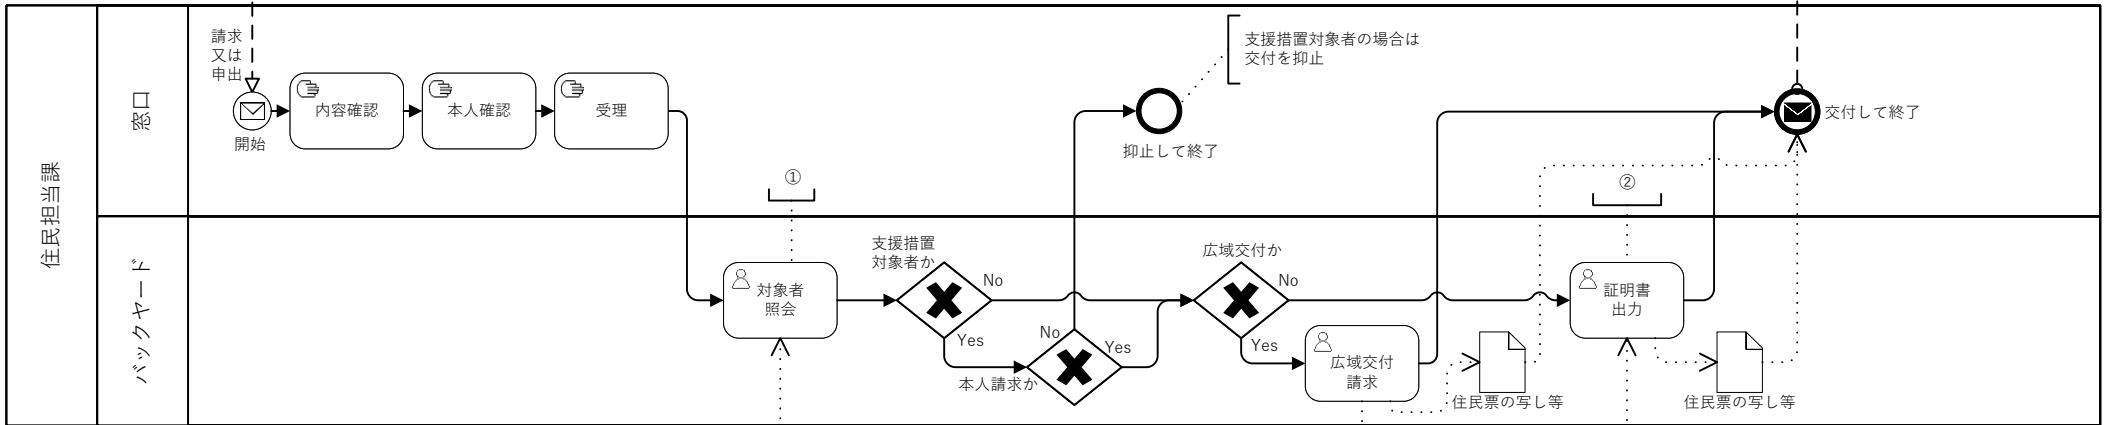 住民担当課
窓口
請求
又は
申出
開始
内容確認
本人確認
受理
支援措置対象者の場合は
交付を抑止
抑止して終了
交付して終了
①
②
バックヤード
対象者
照会
支援措置
対象者か
No
Yes
本人請求か
No
Yes
広域交付か
No
Yes
広域交付
請求
住民票の写し等
証明書
出力
住民票の写し等